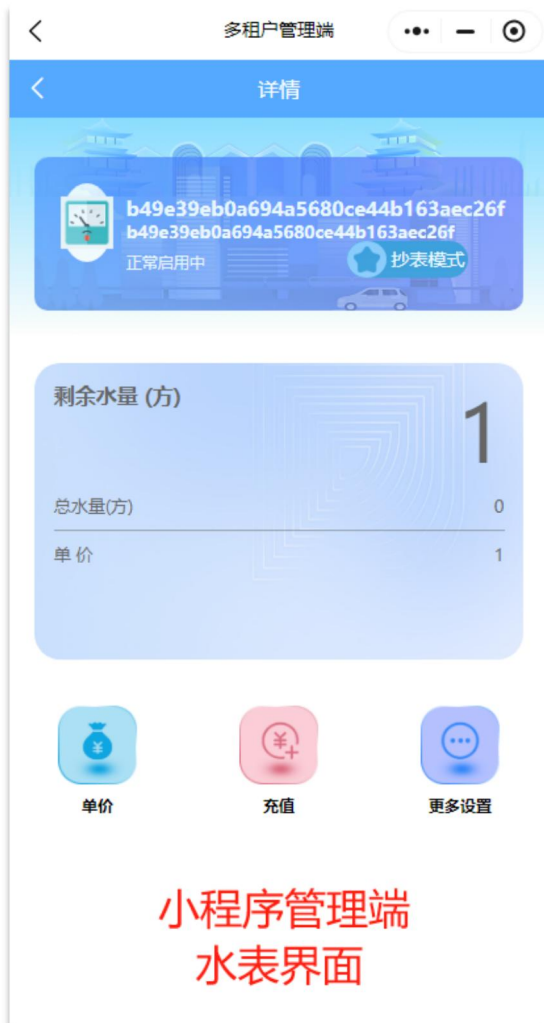 多租户管理端
详情
b49e39eb0a694a5680ce44b163aec26f
b49e39eb0a694a5680ce44b163aec26f
正常启用中
抄表模式
剩余水量 (方)
1
总水量(方) 0
单 价 1
单价 充值 更多设置
小程序管理端
水表界面